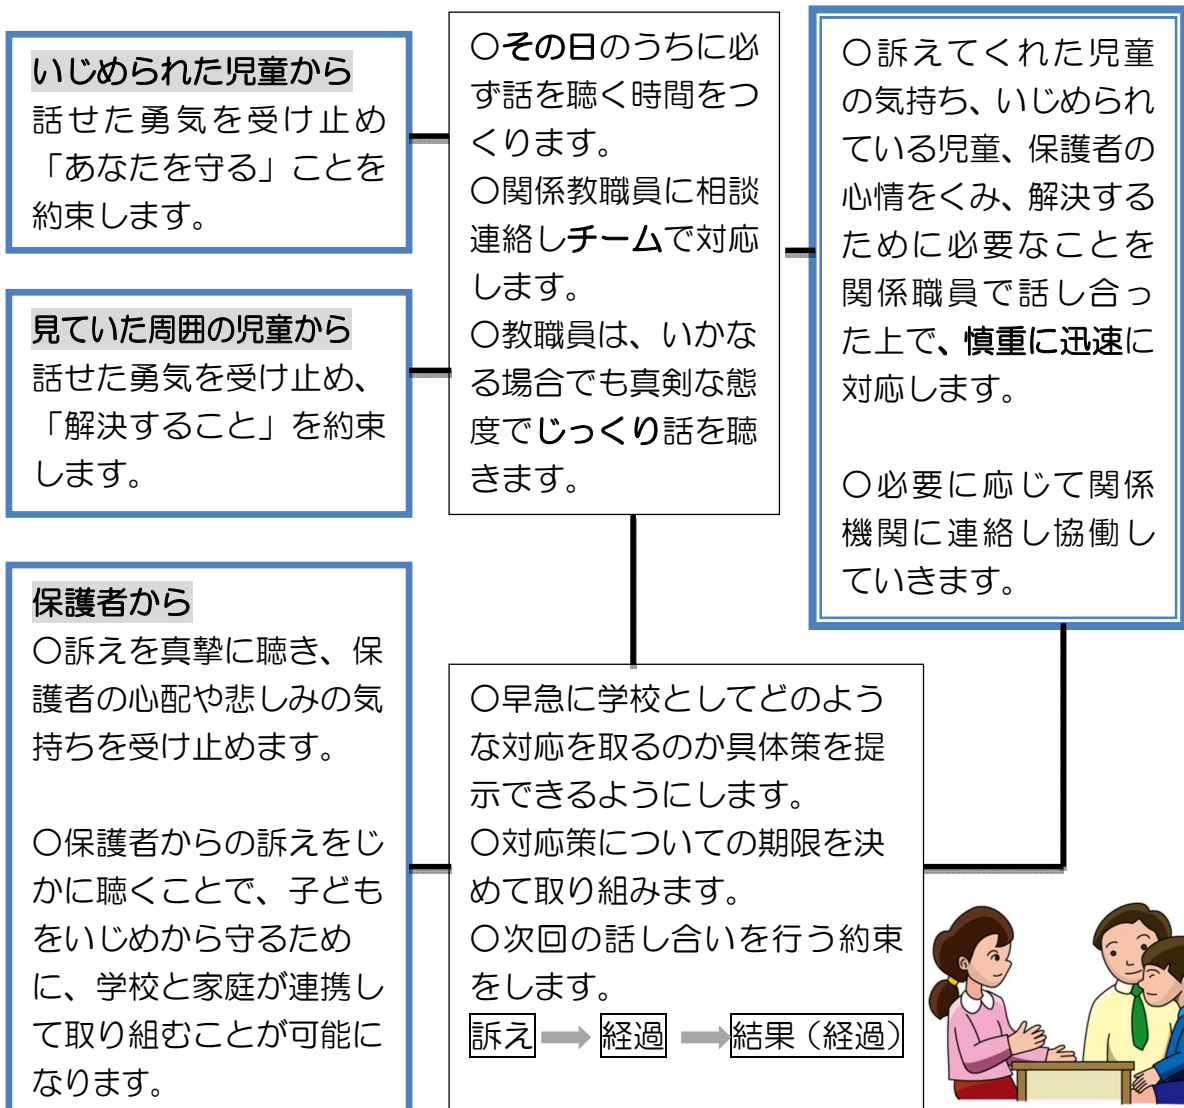 いじめられた児童から
話せた勇気を受け止め
「あなたを守る」ことを
約束します。
見ていた周囲の児童から
話せた勇気を受け止め、
「解決すること」を約束
します。
保護者から
○訴えを真摯に聴き、保
護者の心配や悲しみの気
持ちを受け止めます。
○保護者からの訴えをじ
かに聴くことで、子ども
をいじめから守るため
に、学校と家庭が連携し
て取り組むことが可能に
なります。
○その日のうちに必
ず話を聴く時間をつ
くります。
○関係教職員に相談
連絡しチームで対応
します。
○教職員は、いかな
る場合でも真剣な態
度でじっくり話を聴
きます。
○早急に学校としてどのよう
な対応を取るのか具体策を提
示できるようにします。
○対応策についての期限を決
めて取り組みます。
○次回の話し合いを行う約束
をします。
訴え 経過 結果（経過）
○訴えてくれた児童
の気持ち、いじめられ
ている児童、保護者の
心情をくみ、解決する
ために必要なことを
関係職員で話し合っ
た上で、慎重に迅速に
対応します。
○必要に応じて関係
機関に連絡し協働し
ていきます。